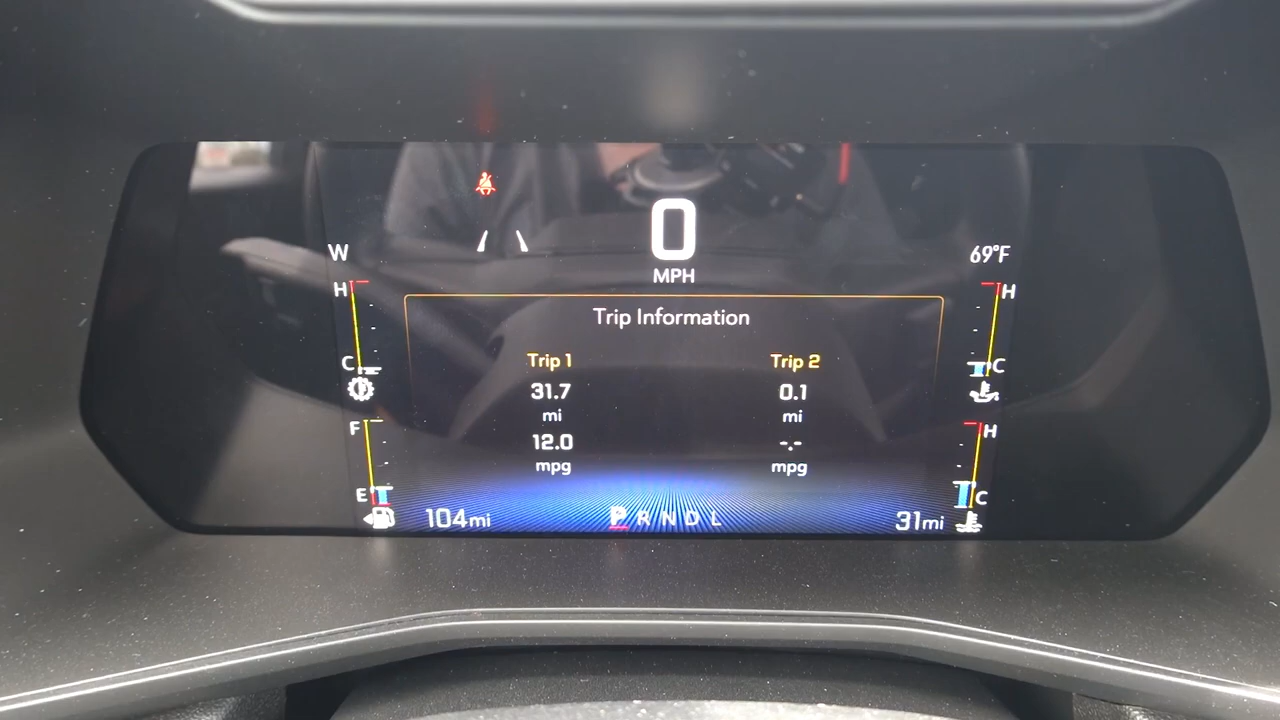 0
MPH
W
69°F
H
H
Trip Information
Trip 1
Trip 2
31.7
0.1
mi
mi
12.0
-.-
mpg
mpg
C
C
F
H
E
C
104mi
P R N D L
31mi